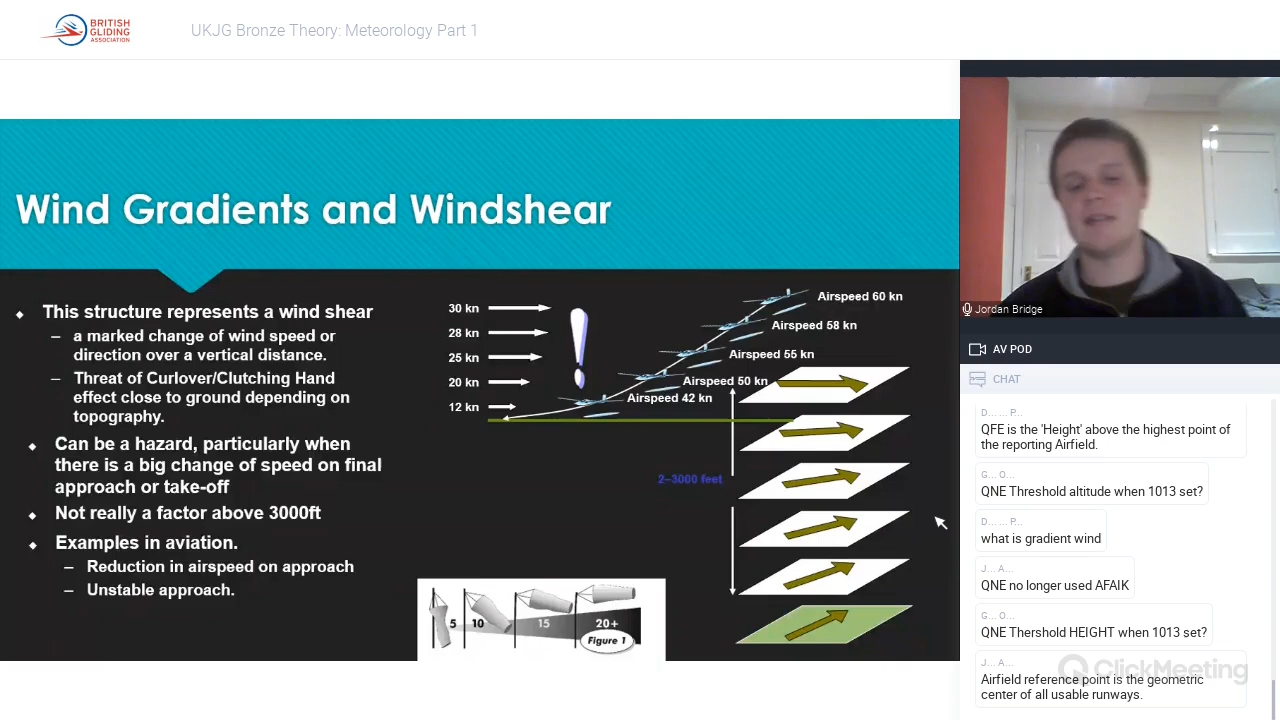 BRITISH
GLIDING
ASSOCIATION
UKJG Bronze Theory: Meteorology Part 1
Wind Gradients and Windshear
This structure represents a wind shear
– a marked change of wind speed or
direction over a vertical distance.
– Threat of Curlover/Clutching Hand
effect close to ground depending on
topography.
Can be a hazard, particularly when
there is a big change of speed on final
approach or take-off
Not really a factor above 3000ft
Examples in aviation.
– Reduction in airspeed on approach
– Unstable approach.
30 kn
28 kn
25 kn
20 kn
12 kn
!
Airspeed 60 kn
Airspeed 58 kn
Airspeed 55 kn
Airspeed 50 kn
Airspeed 42 kn
2–3000 feet
5 10 15 20+
Figure 1
Jordan Bridge
AV POD
CHAT
D... ... P...
QFE is the 'Height' above the highest point of
the reporting Airfield.
G... O...
QNE Threshold altitude when 1013 set?
D... ... P...
what is gradient wind
J... A...
QNE no longer used AFAIK
G... O...
QNE Thershold HEIGHT when 1013 set?
J... A...
Airfield reference point is the geometric
center of all usable runways.
ClickMeeting